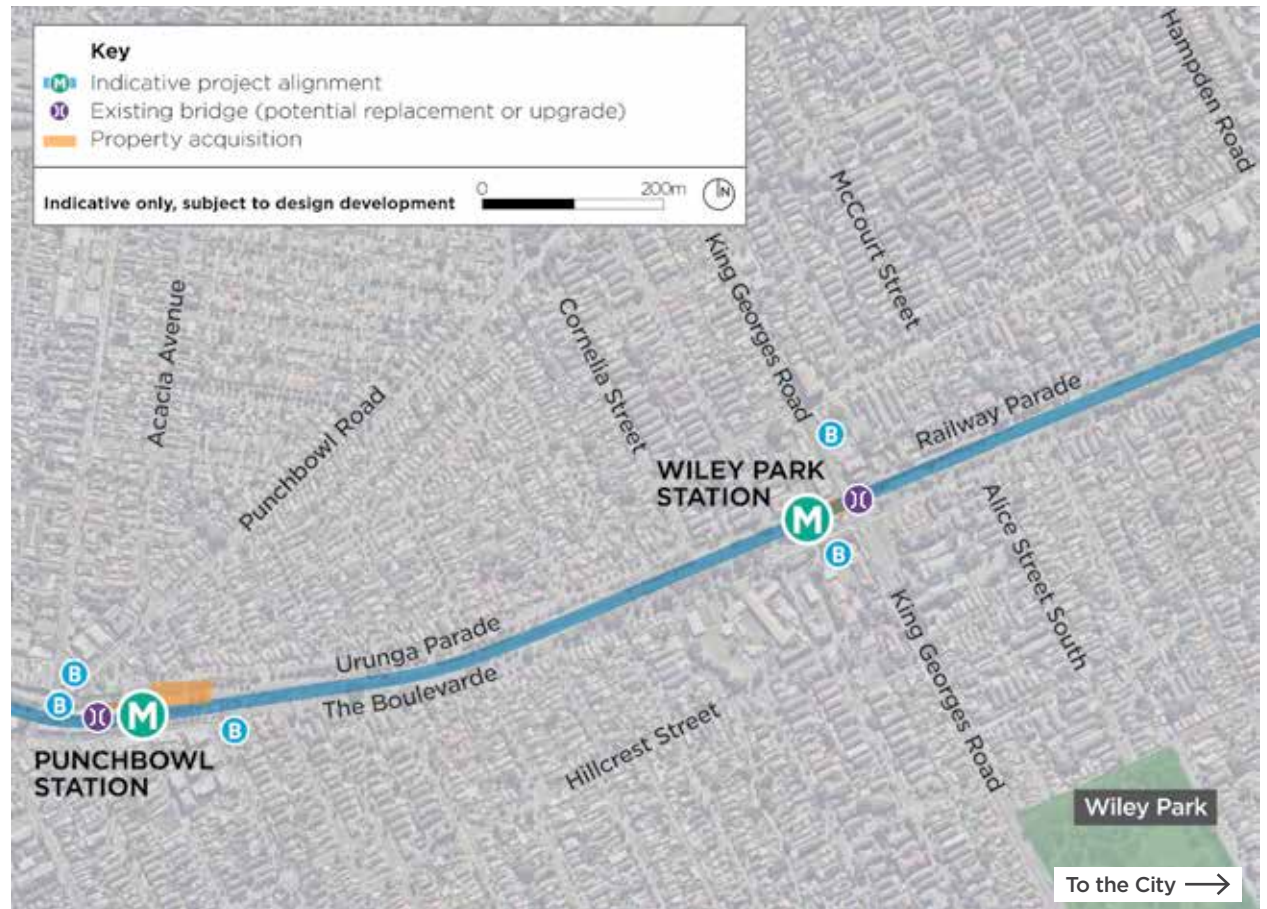 Key
M Indicative project alignment
Existing bridge (potential replacement or upgrade)
Property acquisition
Indicative only, subject to design development
0 200m
N
Hampden Road
McCourt Street
King Georges Road
Cornelia Street
Acacia Avenue
Punchbowl Road
Railway Parade
B
WILEY PARK
STATION
M
B
Alice Street South
King Georges Road
Urunga Parade
The Boulevarde
Hillcrest Street
B
B
M
B
PUNCHBOWL
STATION
Wiley Park
To the City